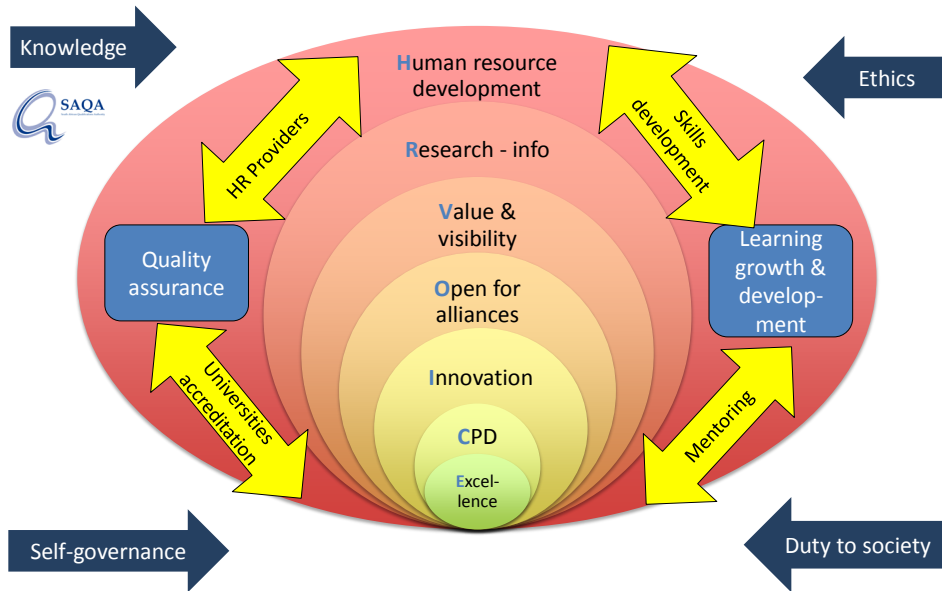 Knowledge
SAQA
Human resource
development
Ethics
HR Providers
Skills
development
Research - info
Value &
visibility
Quality
assurance
Learning
growth &
develop-
ment
Open for
alliances
Innovation
Universities
accreditation
Mentoring
CPD
Excel-
lence
Self-governance
Duty to society